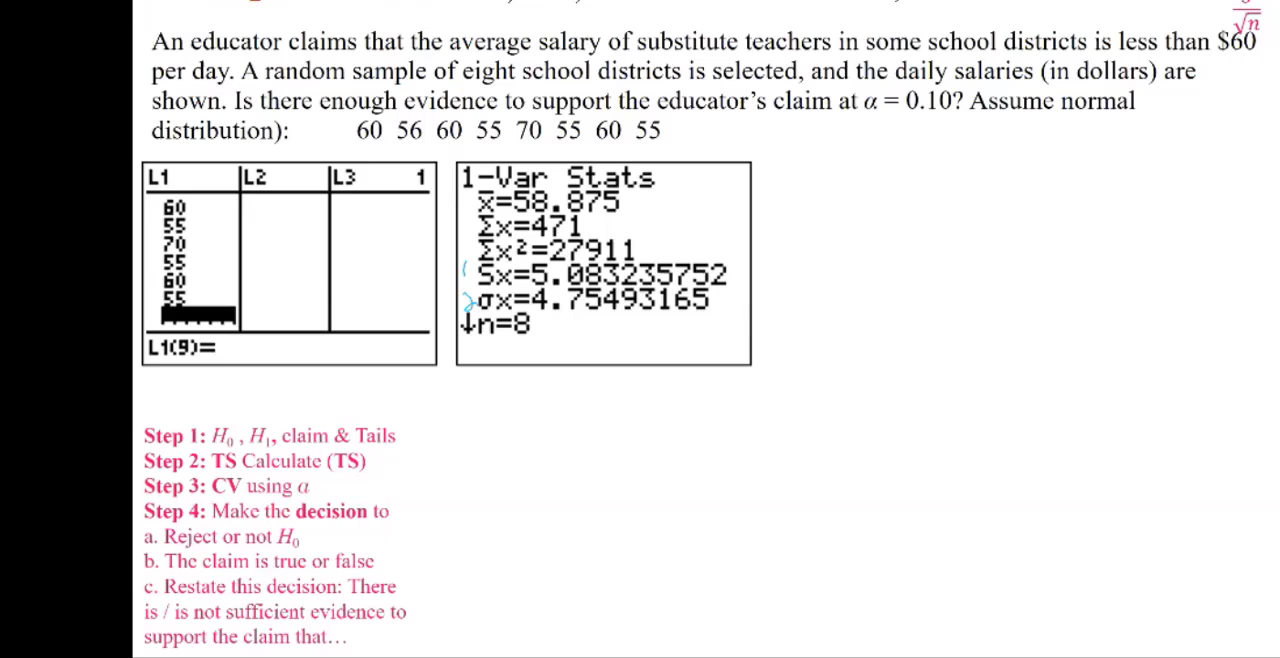 √n
An educator claims that the average salary of substitute teachers in some school districts is less than $60
per day. A random sample of eight school districts is selected, and the daily salaries (in dollars) are
shown. Is there enough evidence to support the educator's claim at α = 0.10? Assume normal
distribution): 60 56 60 55 70 55 60 55
L1 L2 L3 1
60
55
70
55
60
55
L1(9)=
1-Var Stats
x̄=58.875
Σx=471
Σx²=27911
Sx=5.083235752
σx=4.75493165
↓n=8
Step 1: H₀ , H₁, claim & Tails
Step 2: TS Calculate (TS)
Step 3: CV using α
Step 4: Make the decision to
a. Reject or not H₀
b. The claim is true or false
c. Restate this decision: There
is / is not sufficient evidence to
support the claim that…